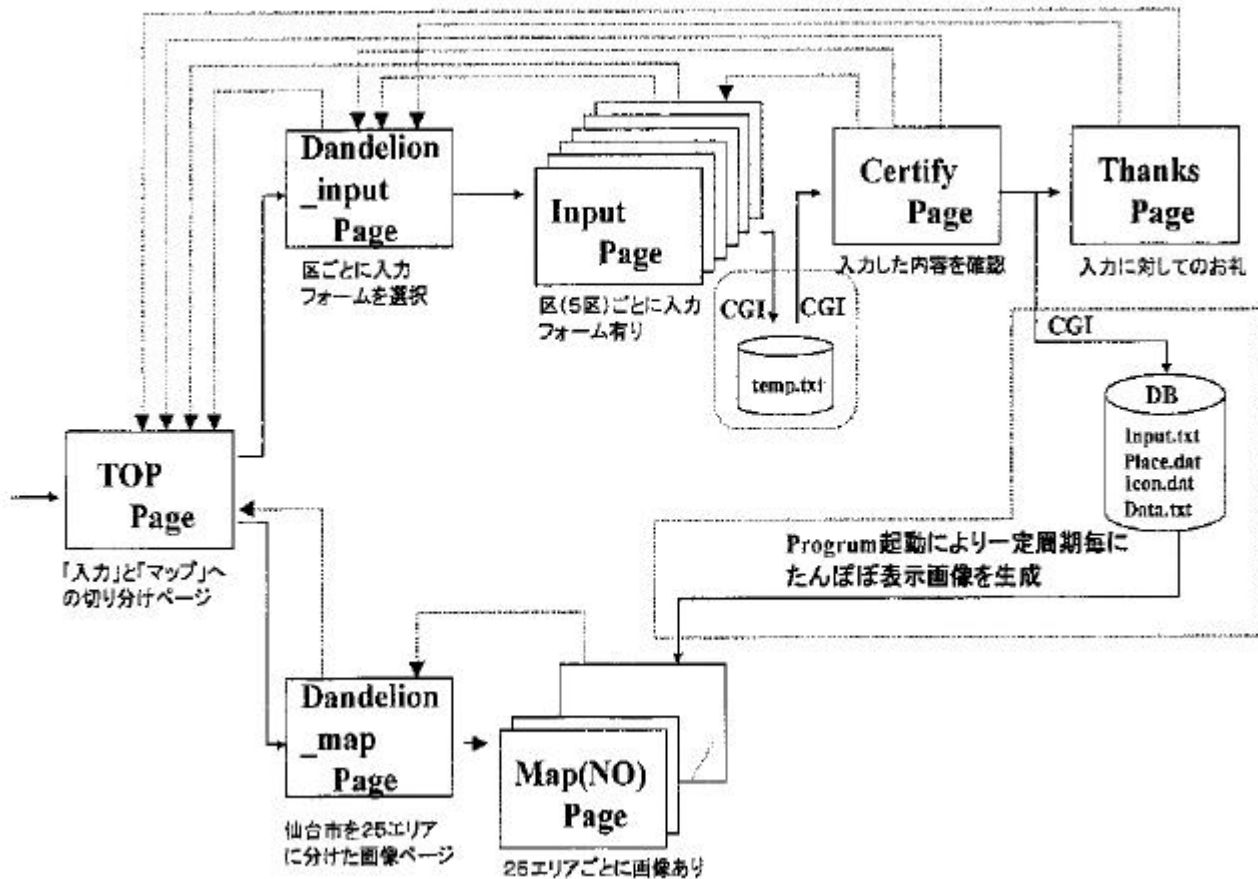 Dandelion
_input
Page
区ごとに入力
フォームを選択
Input
Page
区(5区)ごとに入力
フォーム有り
CGI
CGI
temp.txt
Certify
Page
入力した内容を確認
Thanks
Page
入力に対してのお礼
CGI
DB
Input.txt
Place.dat
Icon.dat
Data.txt
TOP
Page
「入力」と「マップ」へ
の切り分けページ
Progrum起動により一定周期毎に
たんぽぽ表示画像を生成
Dandelion
_map
Page
仙台市を25エリア
に分けた画像ページ
Map(NO)
Page
25エリアごとに画像あり